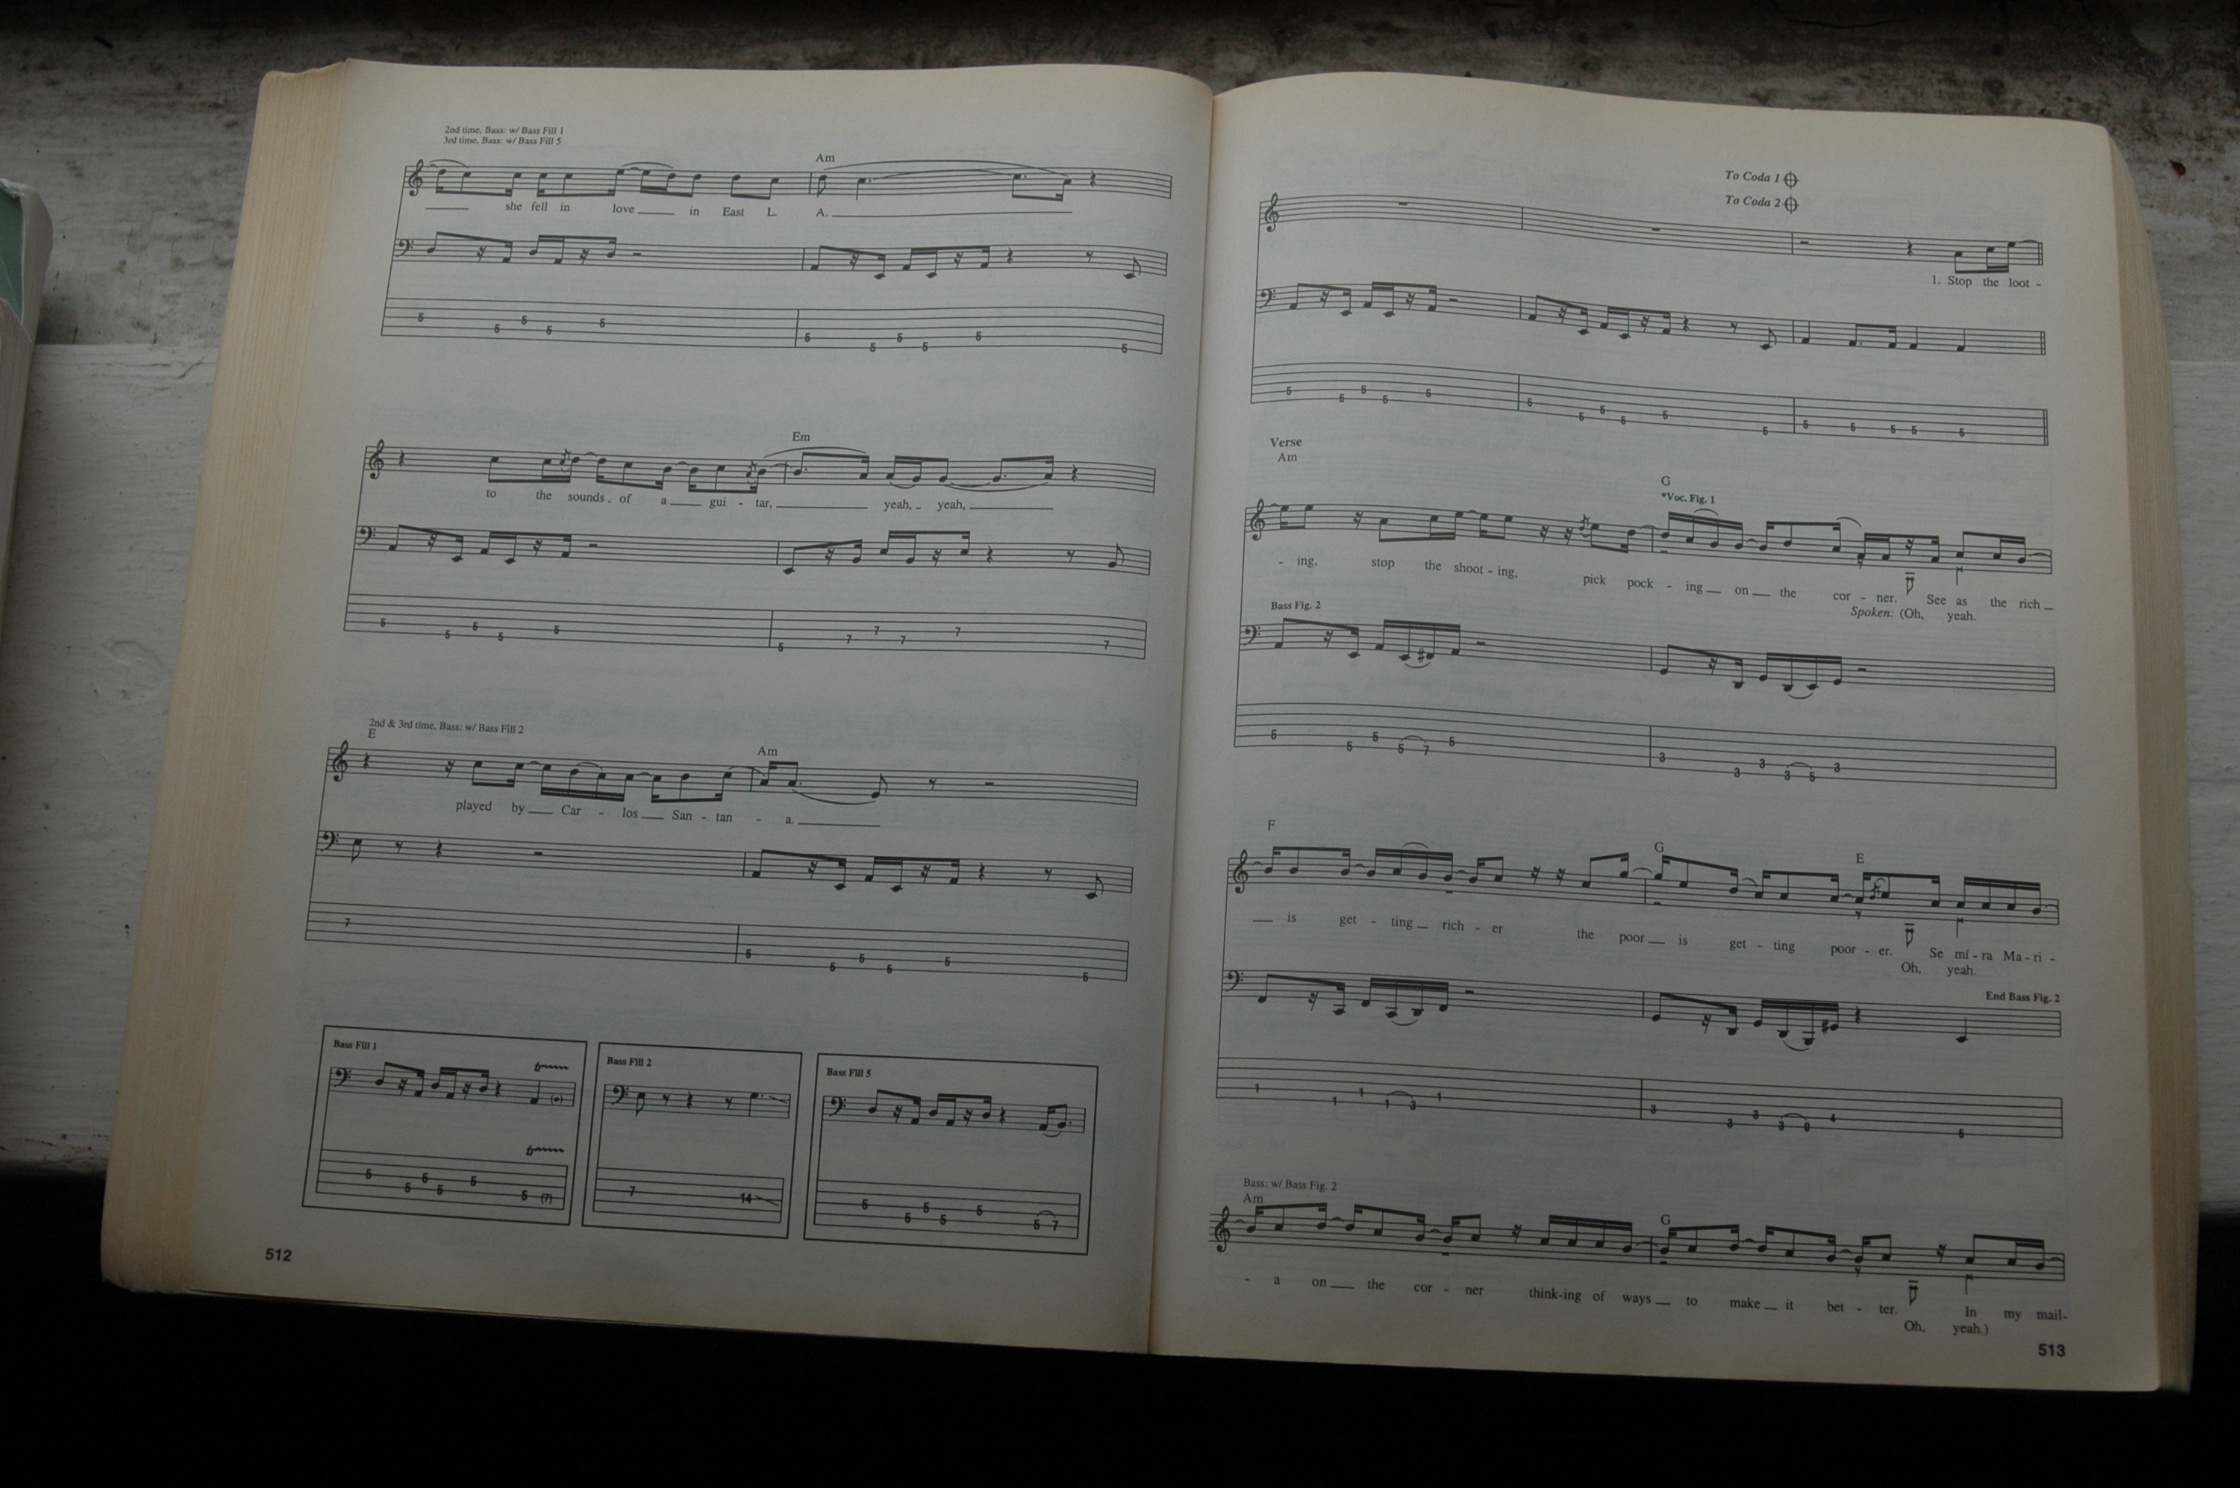 2nd time, Bass: w/ Bass Fill 1
3rd time, Bass: w/ Bass Fill 5
Am
she fell in love in East L. A.
5 5 5 5 5 5 5 5 5 5 5
Em
to the sounds of a gui - tar, yeah, yeah,
5 5 5 5 5 5 7 7 7 7 7
2nd & 3rd time, Bass: w/ Bass Fill 2
E Am
played by Car - los San - tan - a.
7 5 5 5 5 5 5
Bass Fill 1
5 5 5 5 5 5 (7)
Bass Fill 2
7 14
Bass Fill 5
5 5 5 5 5 5 7
512
To Coda 1
To Coda 2
1. Stop the loot -
5 5 5 5 5 5 5 5 5 5 5 5 5 5 5 5
Verse
Am
G
*Voc. Fig. 1
- ing, stop the shoot - ing, pick pock - ing on the cor - ner. See as the rich
Spoken: (Oh, yeah.
Bass Fig. 2
5 5 5 5 7 5 3 3 3 3 5 3
F G E
is get - ting rich - er the poor is get - ting poor - er. Se mí - ra Ma - ri -
Oh, yeah.
End Bass Fig. 2
1 1 1 1 3 1 3 3 3 3 0 4 5
Bass: w/ Bass Fig. 2
Am G
- a on the cor - ner think-ing of ways to make it bet - ter. In my mail-
Oh, yeah.)
513